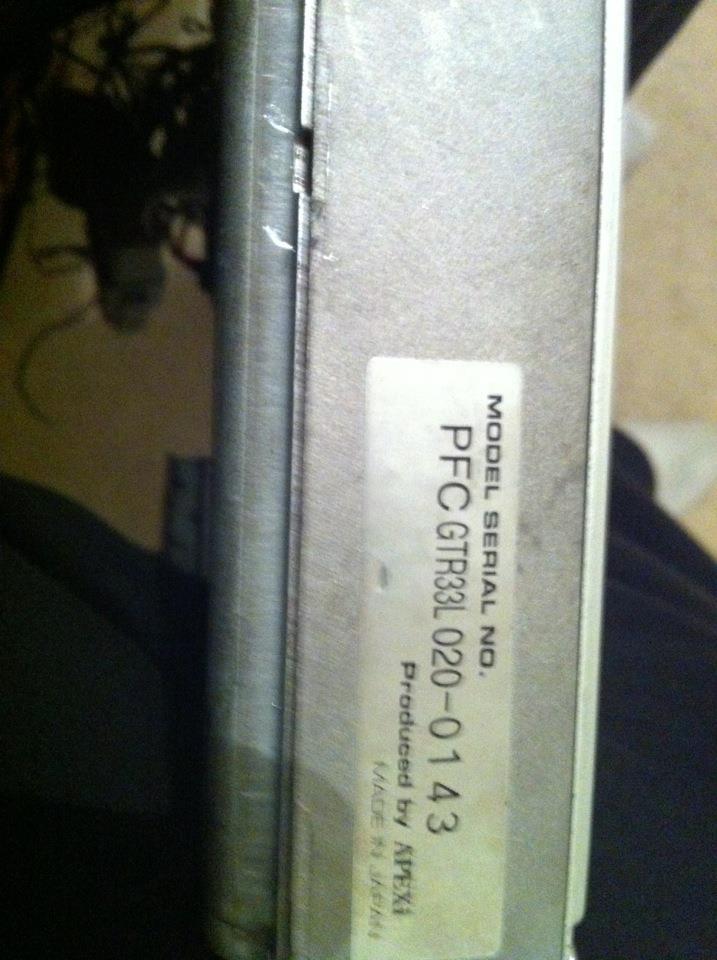 MODEL SERIAL NO.
PFC GTR33L 020-0143
Produced by APEXi
MADE IN JAPAN